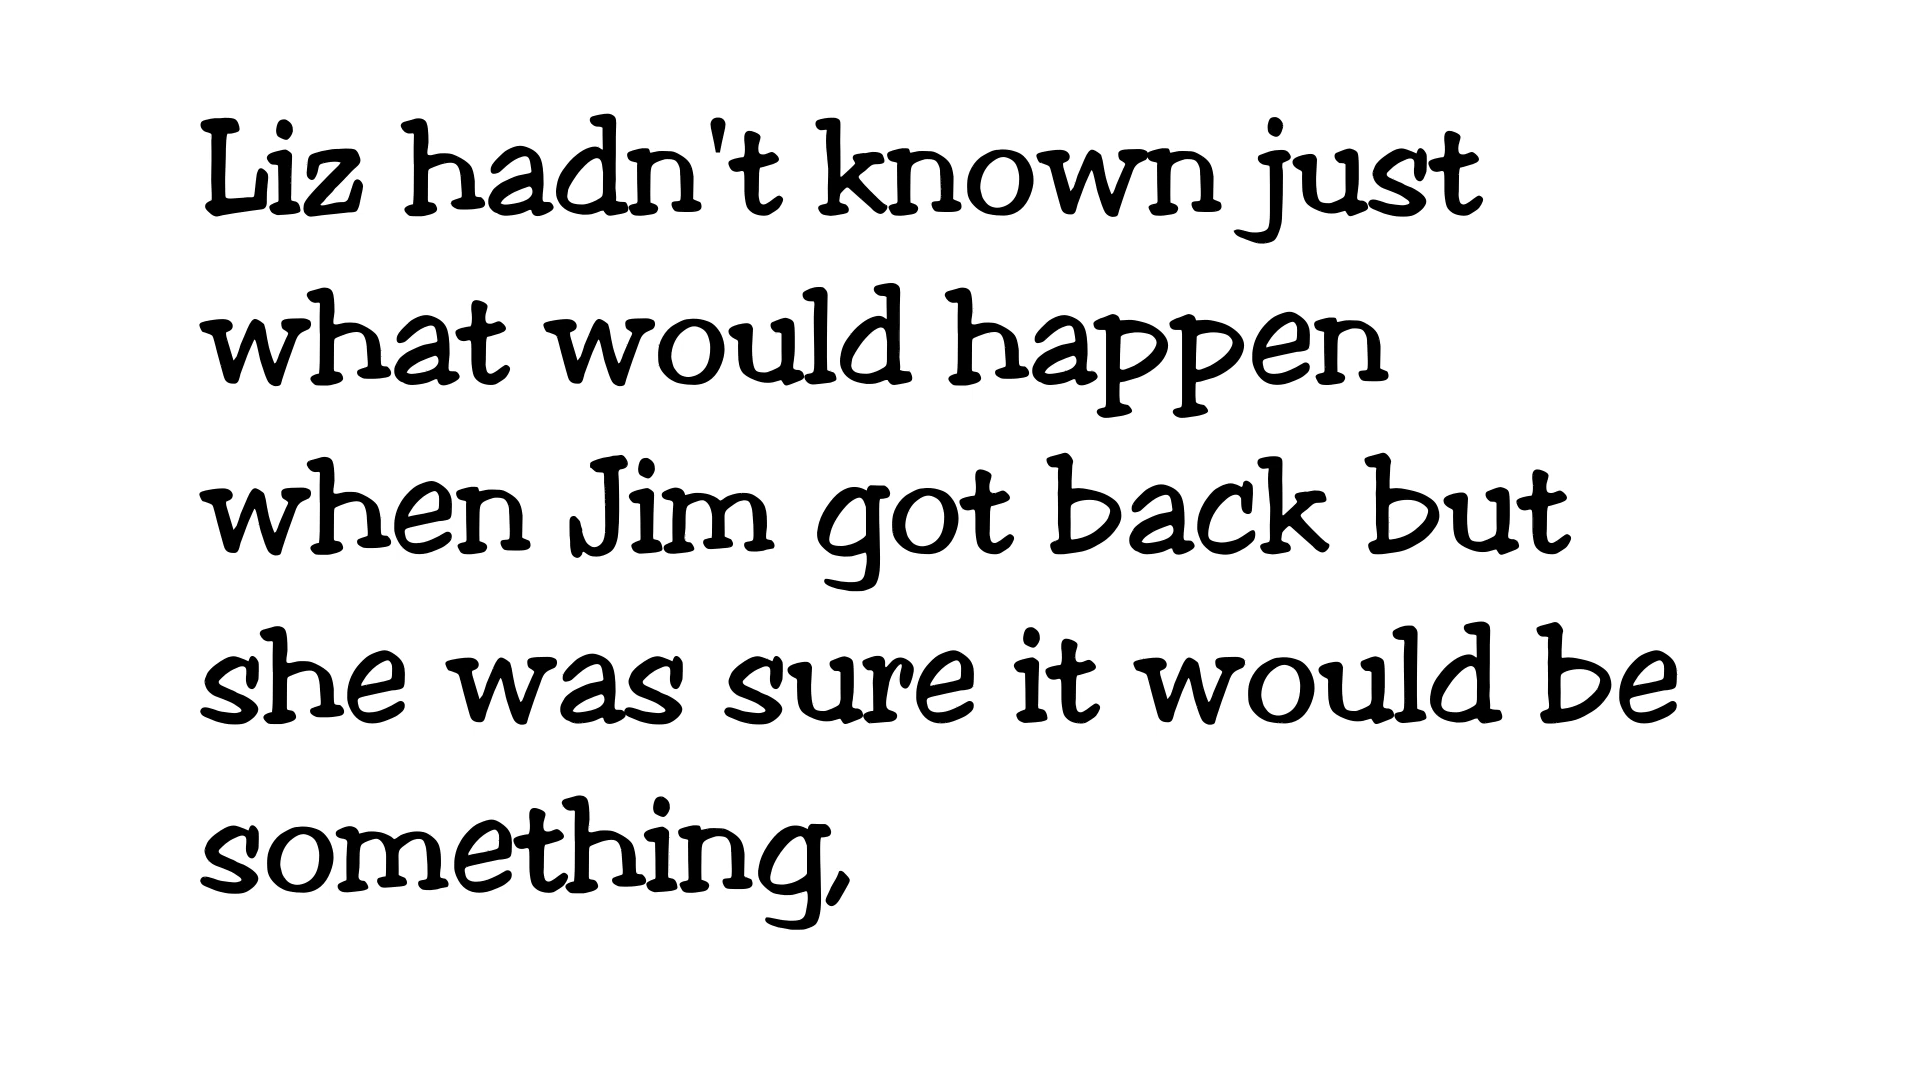 Liz hadn't known just
what would happen
when Jim got back but
she was sure it would be
something,